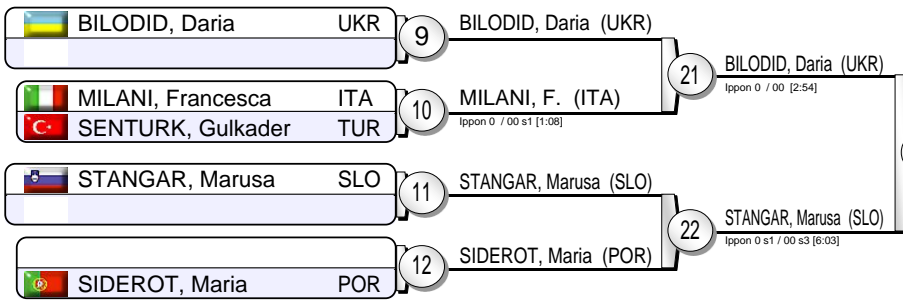 BILODID, Daria UKR
9
BILODID, Daria (UKR)
21
BILODID, Daria (UKR)
Ippon 0 / 00 [2:54]
MILANI, Francesca ITA
SENTURK, Gulkader TUR
10
MILANI, F. (ITA)
Ippon 0 / 00 s1 [1:08]
STANGAR, Marusa SLO
11
STANGAR, Marusa (SLO)
22
STANGAR, Marusa (SLO)
Ippon 0 s1 / 00 s3 [6:03]
SIDEROT, Maria POR
12
SIDEROT, Maria (POR)
(